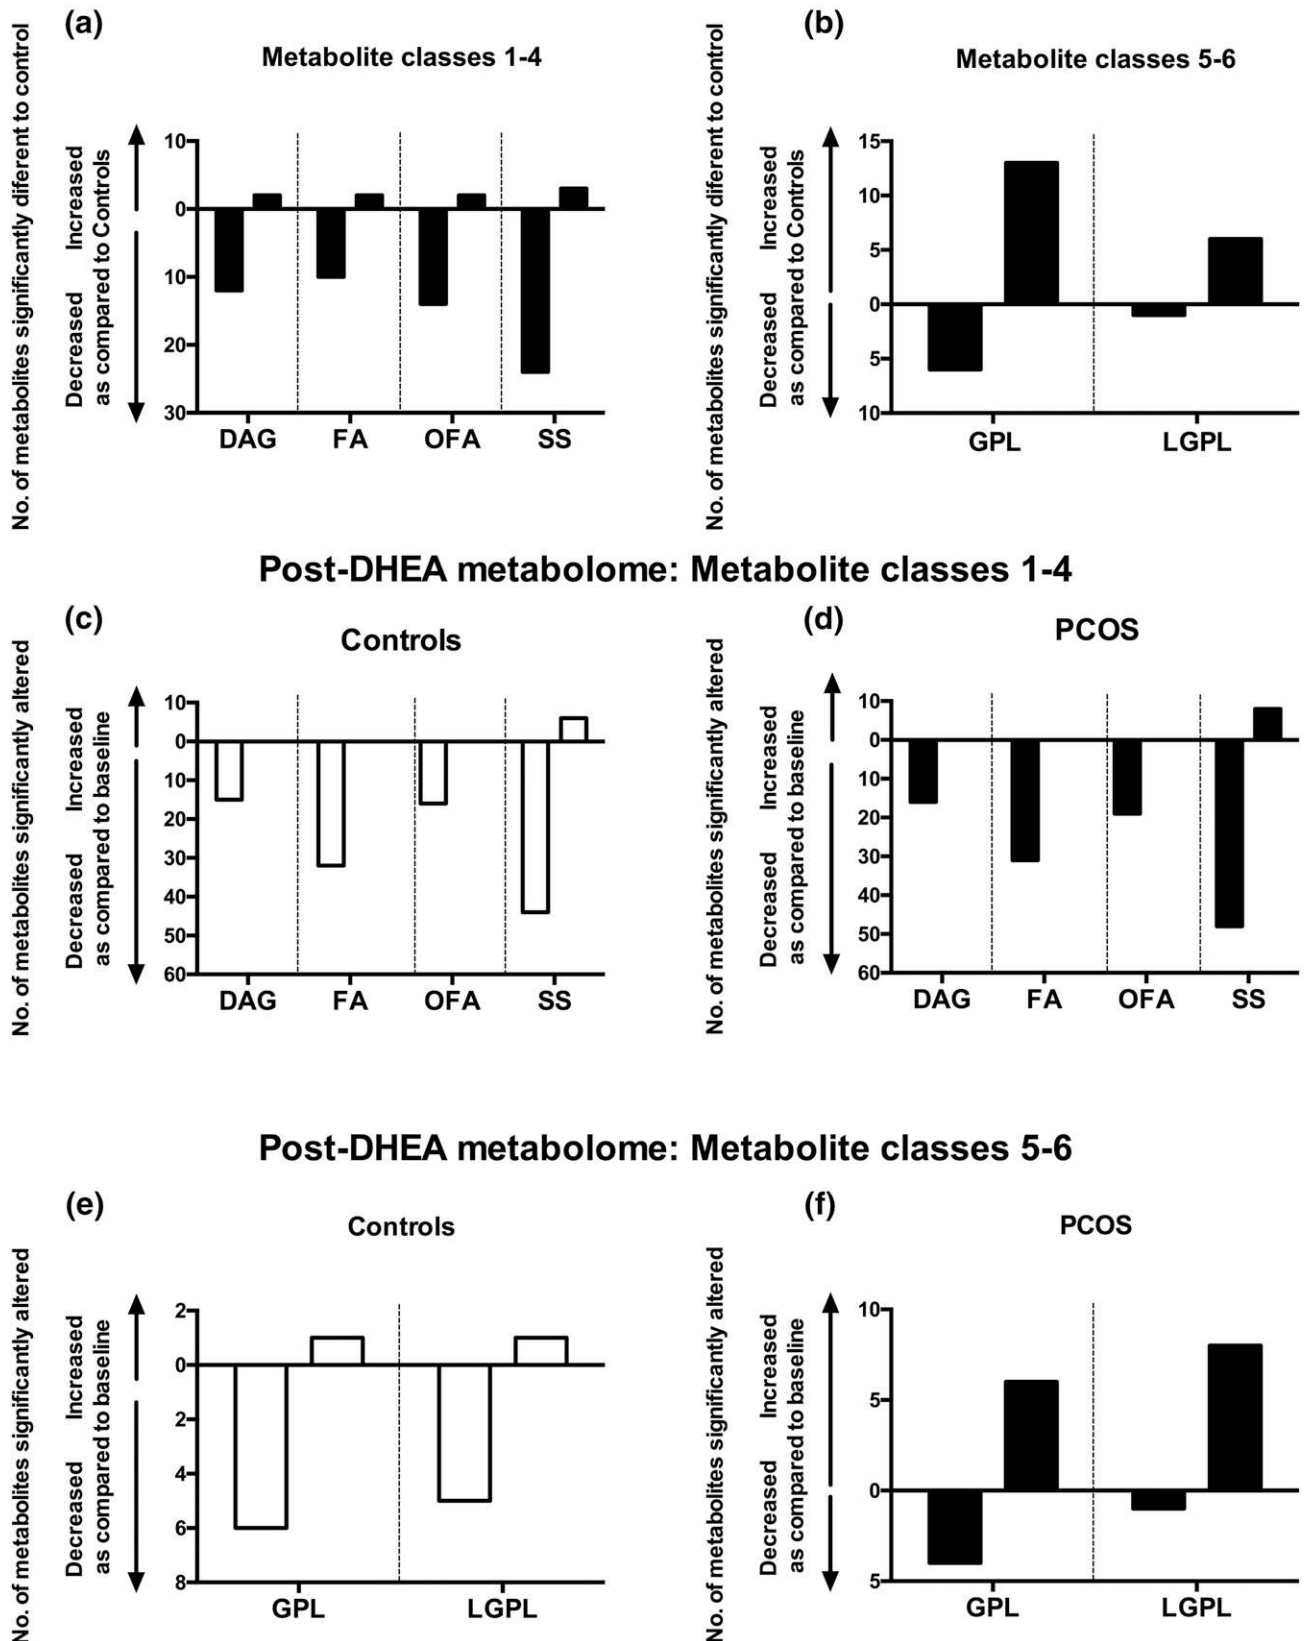 (a)
Metabolite classes 1-4
No. of metabolites significantly diferent to control
Decreased Increased
as compared to Controls
10
0
10
20
30
DAG FA OFA SS
(b)
Metabolite classes 5-6
No. of metabolites significantly diferent to control
Decreased Increased
as compared to Controls
15
10
5
0
5
10
GPL LGPL
Post-DHEA metabolome: Metabolite classes 1-4
(c)
Controls
No. of metabolites significantly altered
Decreased Increased
as compared to baseline
10
0
10
20
30
40
50
60
DAG FA OFA SS
(d)
PCOS
No. of metabolites significantly altered
Decreased Increased
as compared to baseline
10
0
10
20
30
40
50
60
DAG FA OFA SS
Post-DHEA metabolome: Metabolite classes 5-6
(e)
Controls
No. of metabolites significantly altered
Decreased Increased
as compared to baseline
2
0
2
4
6
8
GPL LGPL
(f)
PCOS
No. of metabolites significantly altered
Decreased Increased
as compared to baseline
10
5
0
5
GPL LGPL